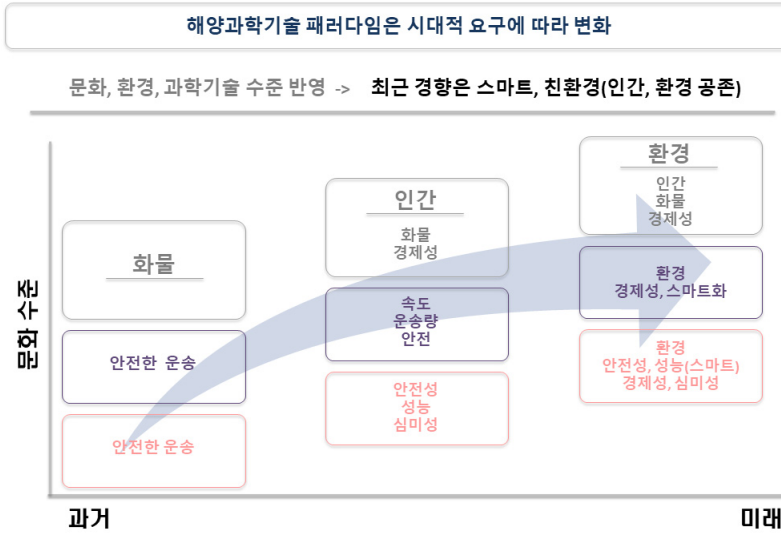 해양과학기술 패러다임은 시대적 요구에 따라 변화
문화, 환경, 과학기술 수준 반영 -> 최근 경향은 스마트, 친환경(인간, 환경 공존)
문화 수준
화물
안전한 운송
안전한 운송
인간
화물
경제성
속도
운송량
안전
안전성
성능
심미성
환경
인간
화물
경제성
환경
경제성, 스마트화
환경
안전성, 성능(스마트)
경제성, 심미성
과거
미래